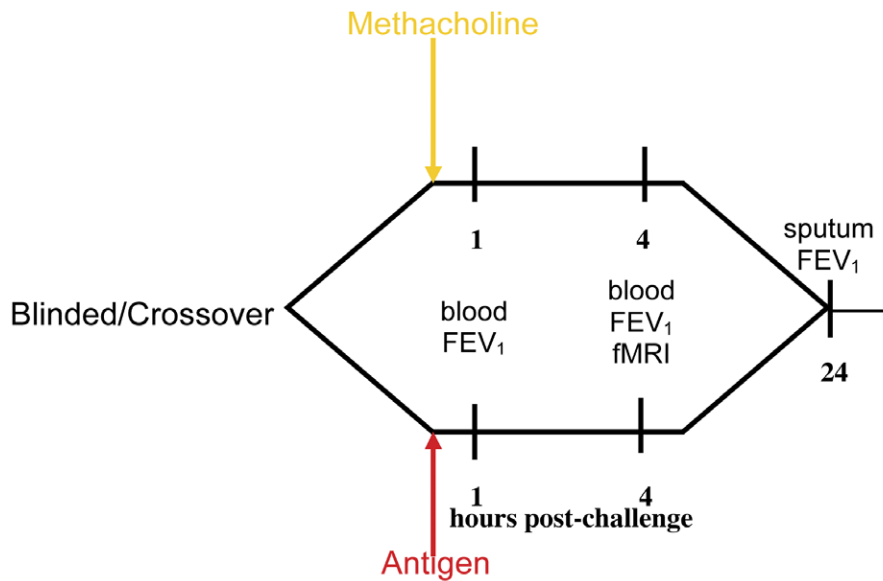 Methacholine
1
4
sputum
FEV₁
Blinded/Crossover
blood
FEV₁
blood
FEV₁
fMRI
24
1
4
hours post-challenge
Antigen